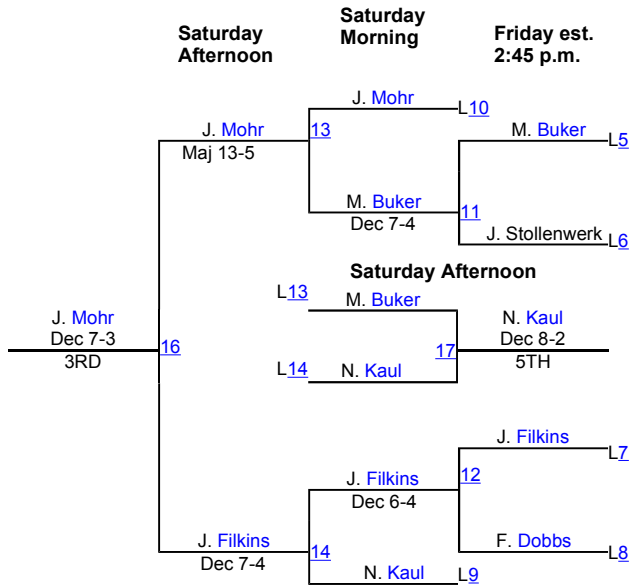 Saturday Afternoon
Saturday Morning
Friday est. 2:45 p.m.
J. Mohr
L10
J. Mohr
13
M. Buker
L5
Maj 13-5
M. Buker
11
Dec 7-4
J. Stollenwerk
L6
Saturday Afternoon
L13
M. Buker
J. Mohr
N. Kaul
Dec 7-3
16
17
Dec 8-2
3RD
L14
N. Kaul
5TH
J. Filkins
L7
J. Filkins
12
Dec 6-4
J. Filkins
14
F. Dobbs
L8
Dec 7-4
N. Kaul
L9